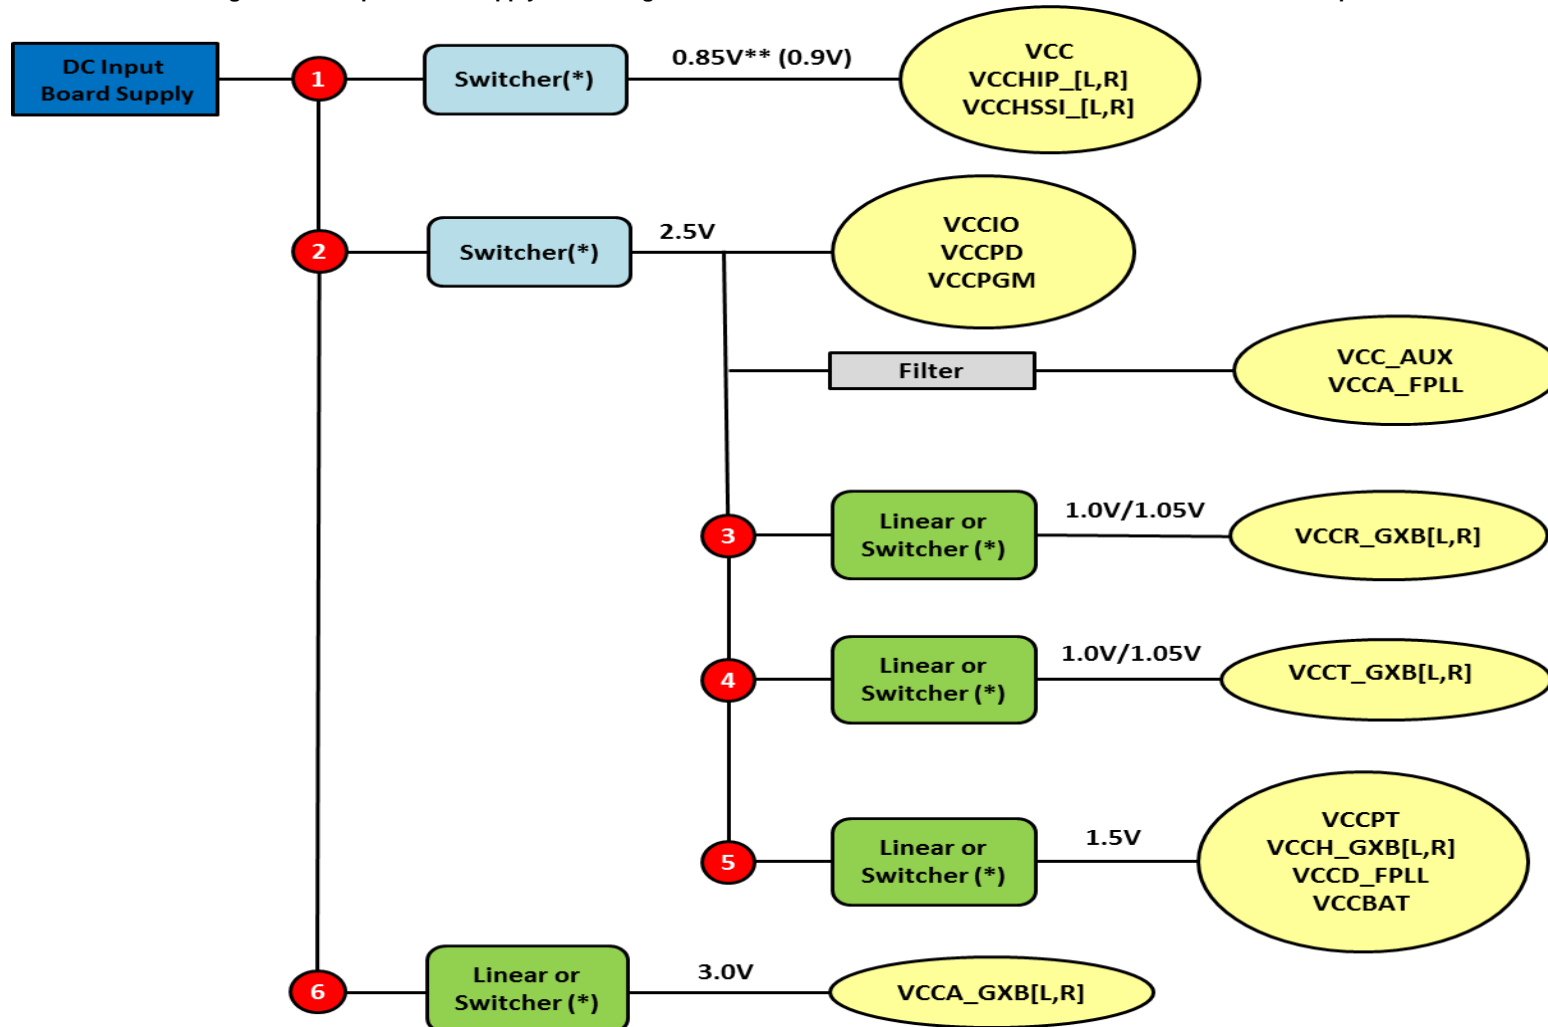 DC Input
Board Supply
1
Switcher(*)
0.85V** (0.9V)
VCC
VCCHIP_[L,R]
VCCHSSI_[L,R]
2
Switcher(*)
2.5V
VCCIO
VCCPD
VCCPGM
Filter
VCC_AUX
VCCA_FPLL
3
Linear or
Switcher (*)
1.0V/1.05V
VCCR_GXB[L,R]
4
Linear or
Switcher (*)
1.0V/1.05V
VCCT_GXB[L,R]
5
Linear or
Switcher (*)
1.5V
VCCPT
VCCH_GXB[L,R]
VCCD_FPLL
VCCBAT
6
Linear or
Switcher (*)
3.0V
VCCA_GXB[L,R]